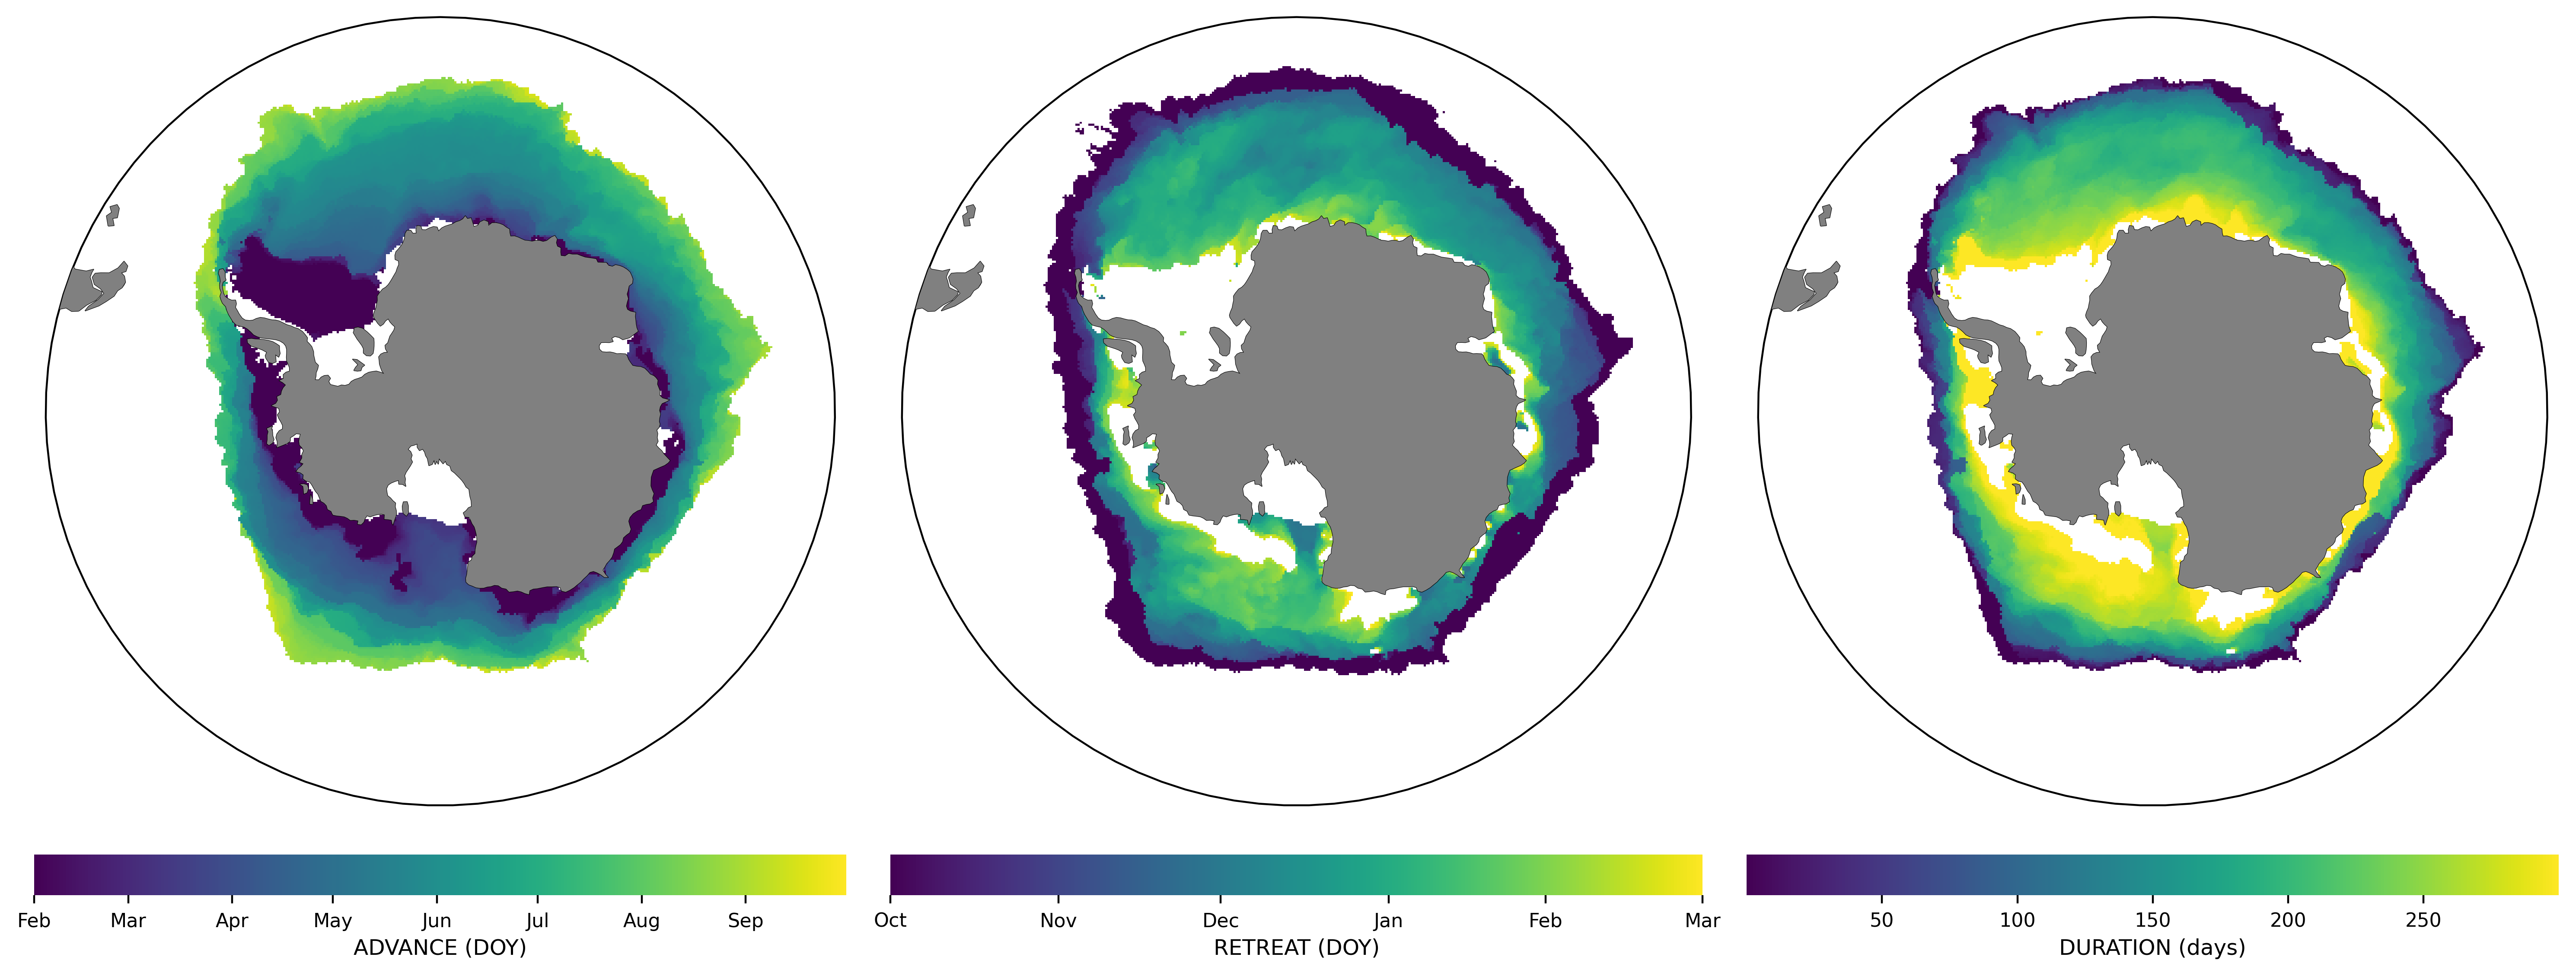 Feb Mar Apr May Jun Jul Aug Sep
ADVANCE (DOY)
Oct Nov Dec Jan Feb Mar
RETREAT (DOY)
50 100 150 200 250
DURATION (days)